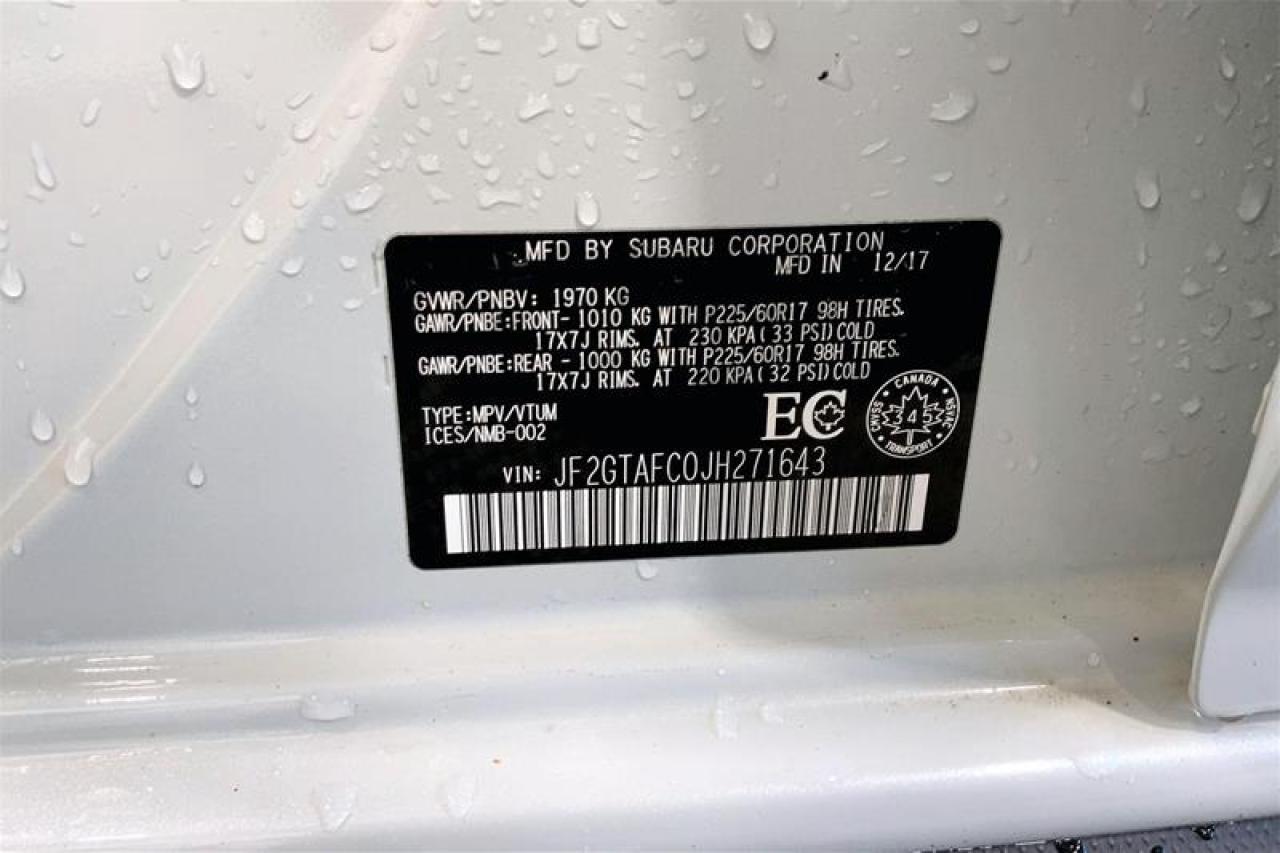 MFD BY SUBARU CORPORATION
MFD IN 12/17
GVWR/PNBV: 1970 KG
GAWR/PNBE:FRONT- 1010 KG WITH P225/60R17 98H TIRES.
17X7J RIMS. AT 230 KPA( 33 PSI)COLD
GAWR/PNBE:REAR - 1000 KG WITH P225/60R17 98H TIRES.
17X7J RIMS. AT 220 KPA( 32 PSI)COLD
TYPE:MPV/VTUM
ICES/NMB-002
EC
CANADA
CMVSS
345
NSVAC
TRANSPORT
VIN: JF2GTAFC0JH271643